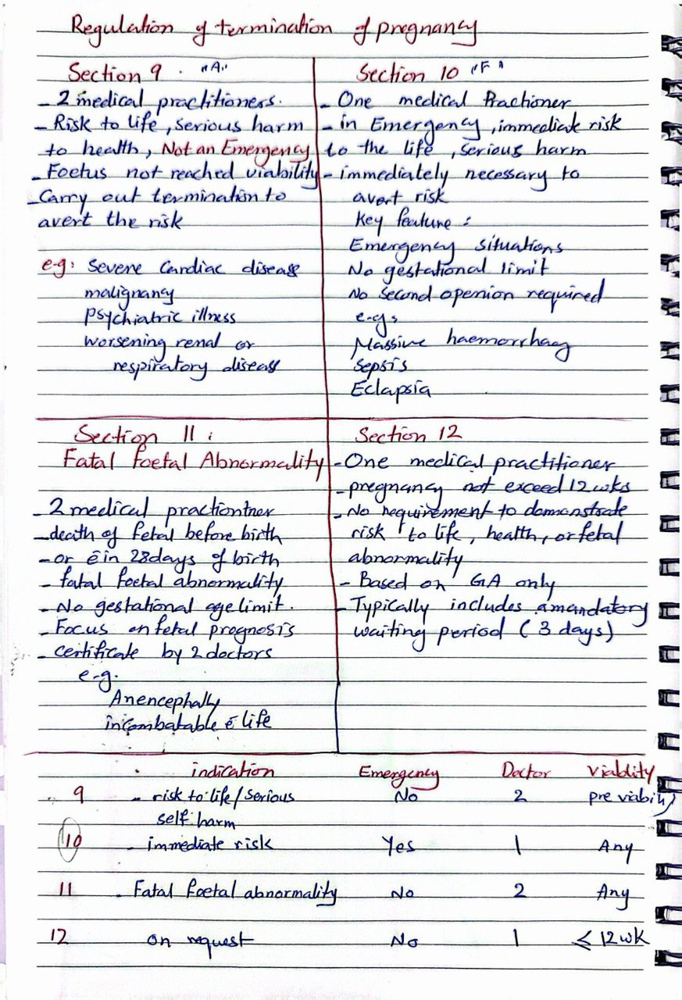 Regulation of termination of pregnancy
Section 9 . "A"
- 2 medical practitioners.
- Risk to life, serious harm
to health, Not an Emergency
- Foetus not reached viability
- Carry out termination to
avert the risk
e.g: Severe Cardiac disease
malignancy
psychiatric illness
worsening renal or
respiratory disease
Section 10 "F"
- One medical Practioner
- in Emergency, immediate risk
to the life, serious harm
- immediately necessary to
avert risk
Key feature :
Emergency situations
No gestational limit
No second openion required
e.g,
Massive haemorrhag
Sepsis
Eclapsia
Section 11 :
Fatal Foetal Abnormality
- 2 medical practiontner
- death of fetal before birth
- or c̄ in 28days of birth
- fatal foetal abnormality
- No gestational age limit.
- Focus on fetal prognosis
- certificate by 2 doctors
e-g.
Anencephally
incombatable c̄ life
Section 12
- One medical practitioner
- pregnancy not exceed 12 wks
- No requirement to demonstrate
risk to life, health, or fetal
abnormality
- Based on GA only
- Typically includes a mandatory
waiting period (3 days)
indication Emergency Doctor Viability
9 - risk to life/serious No 2 pre viability
self harm
10 - immediate risk Yes 1 Any
11 - Fatal foetal abnormality No 2 Any
12 on request No 1 ≤ 12 wk